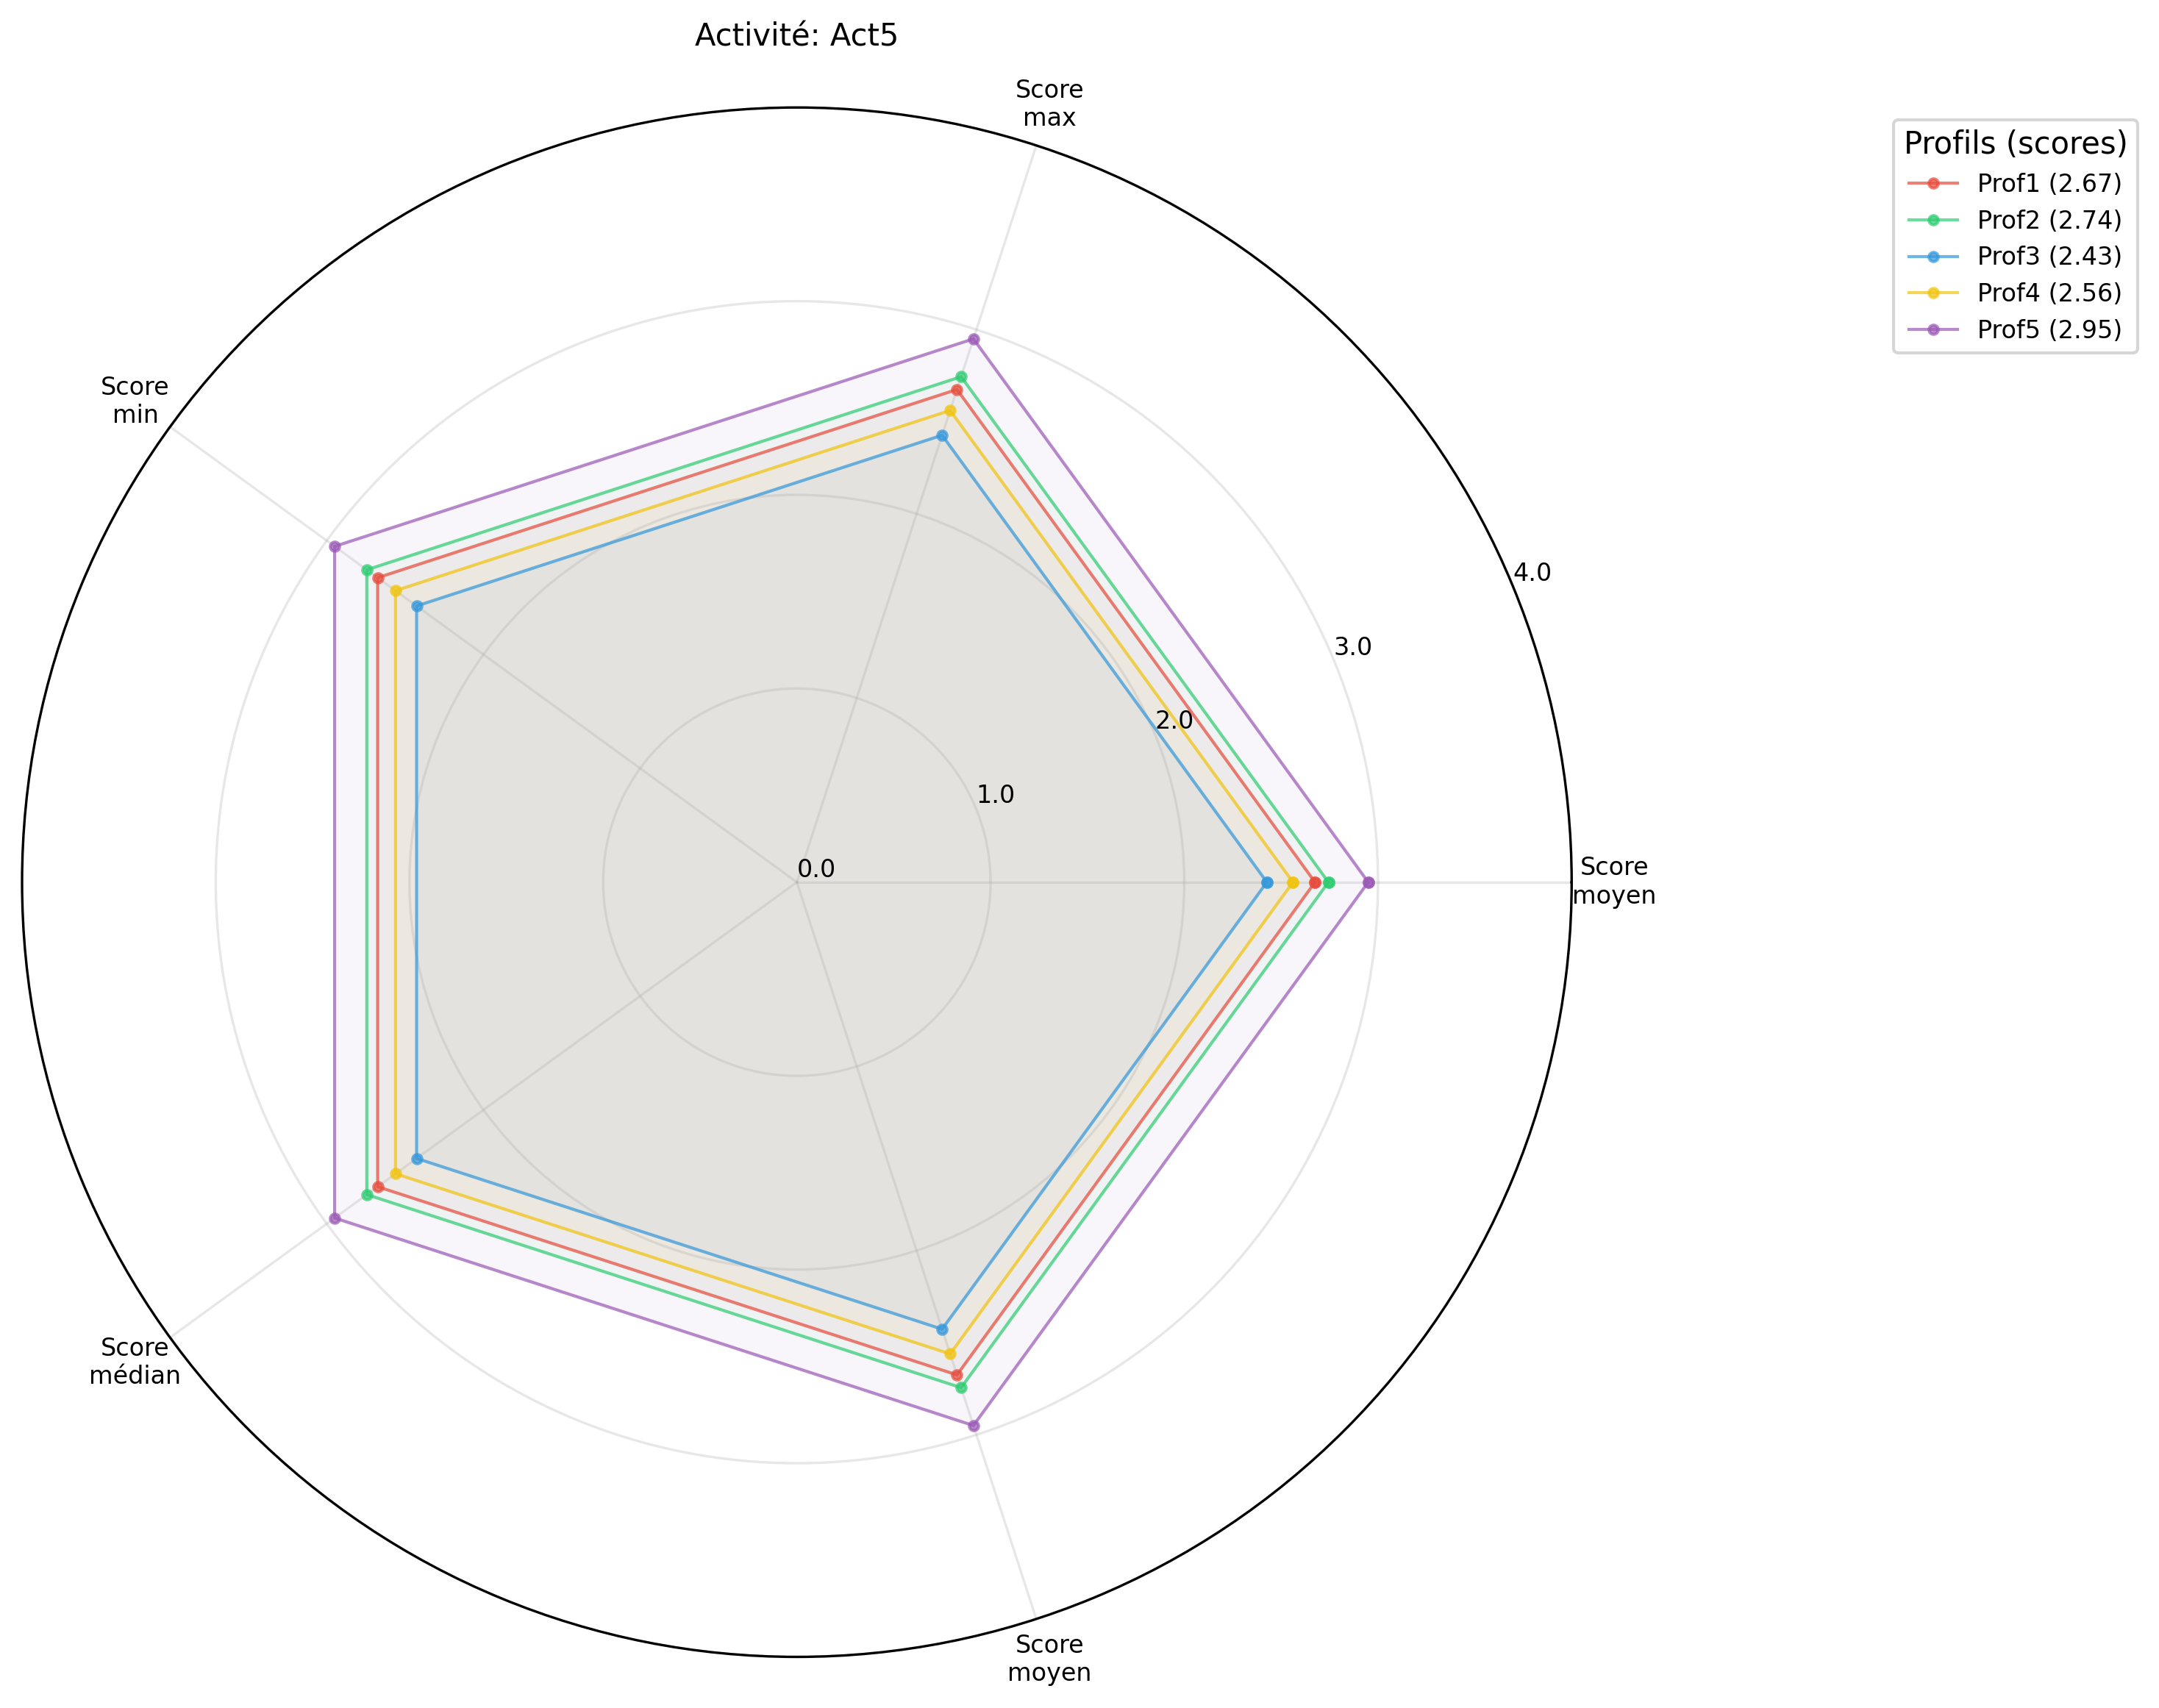 Activité: Act5
Score
max
Profils (scores)
Prof1 (2.67)
Prof2 (2.74)
Prof3 (2.43)
Prof4 (2.56)
Prof5 (2.95)
Score
min
4.0
3.0
2.0
1.0
0.0
Score
moyen
Score
médian
Score
moyen